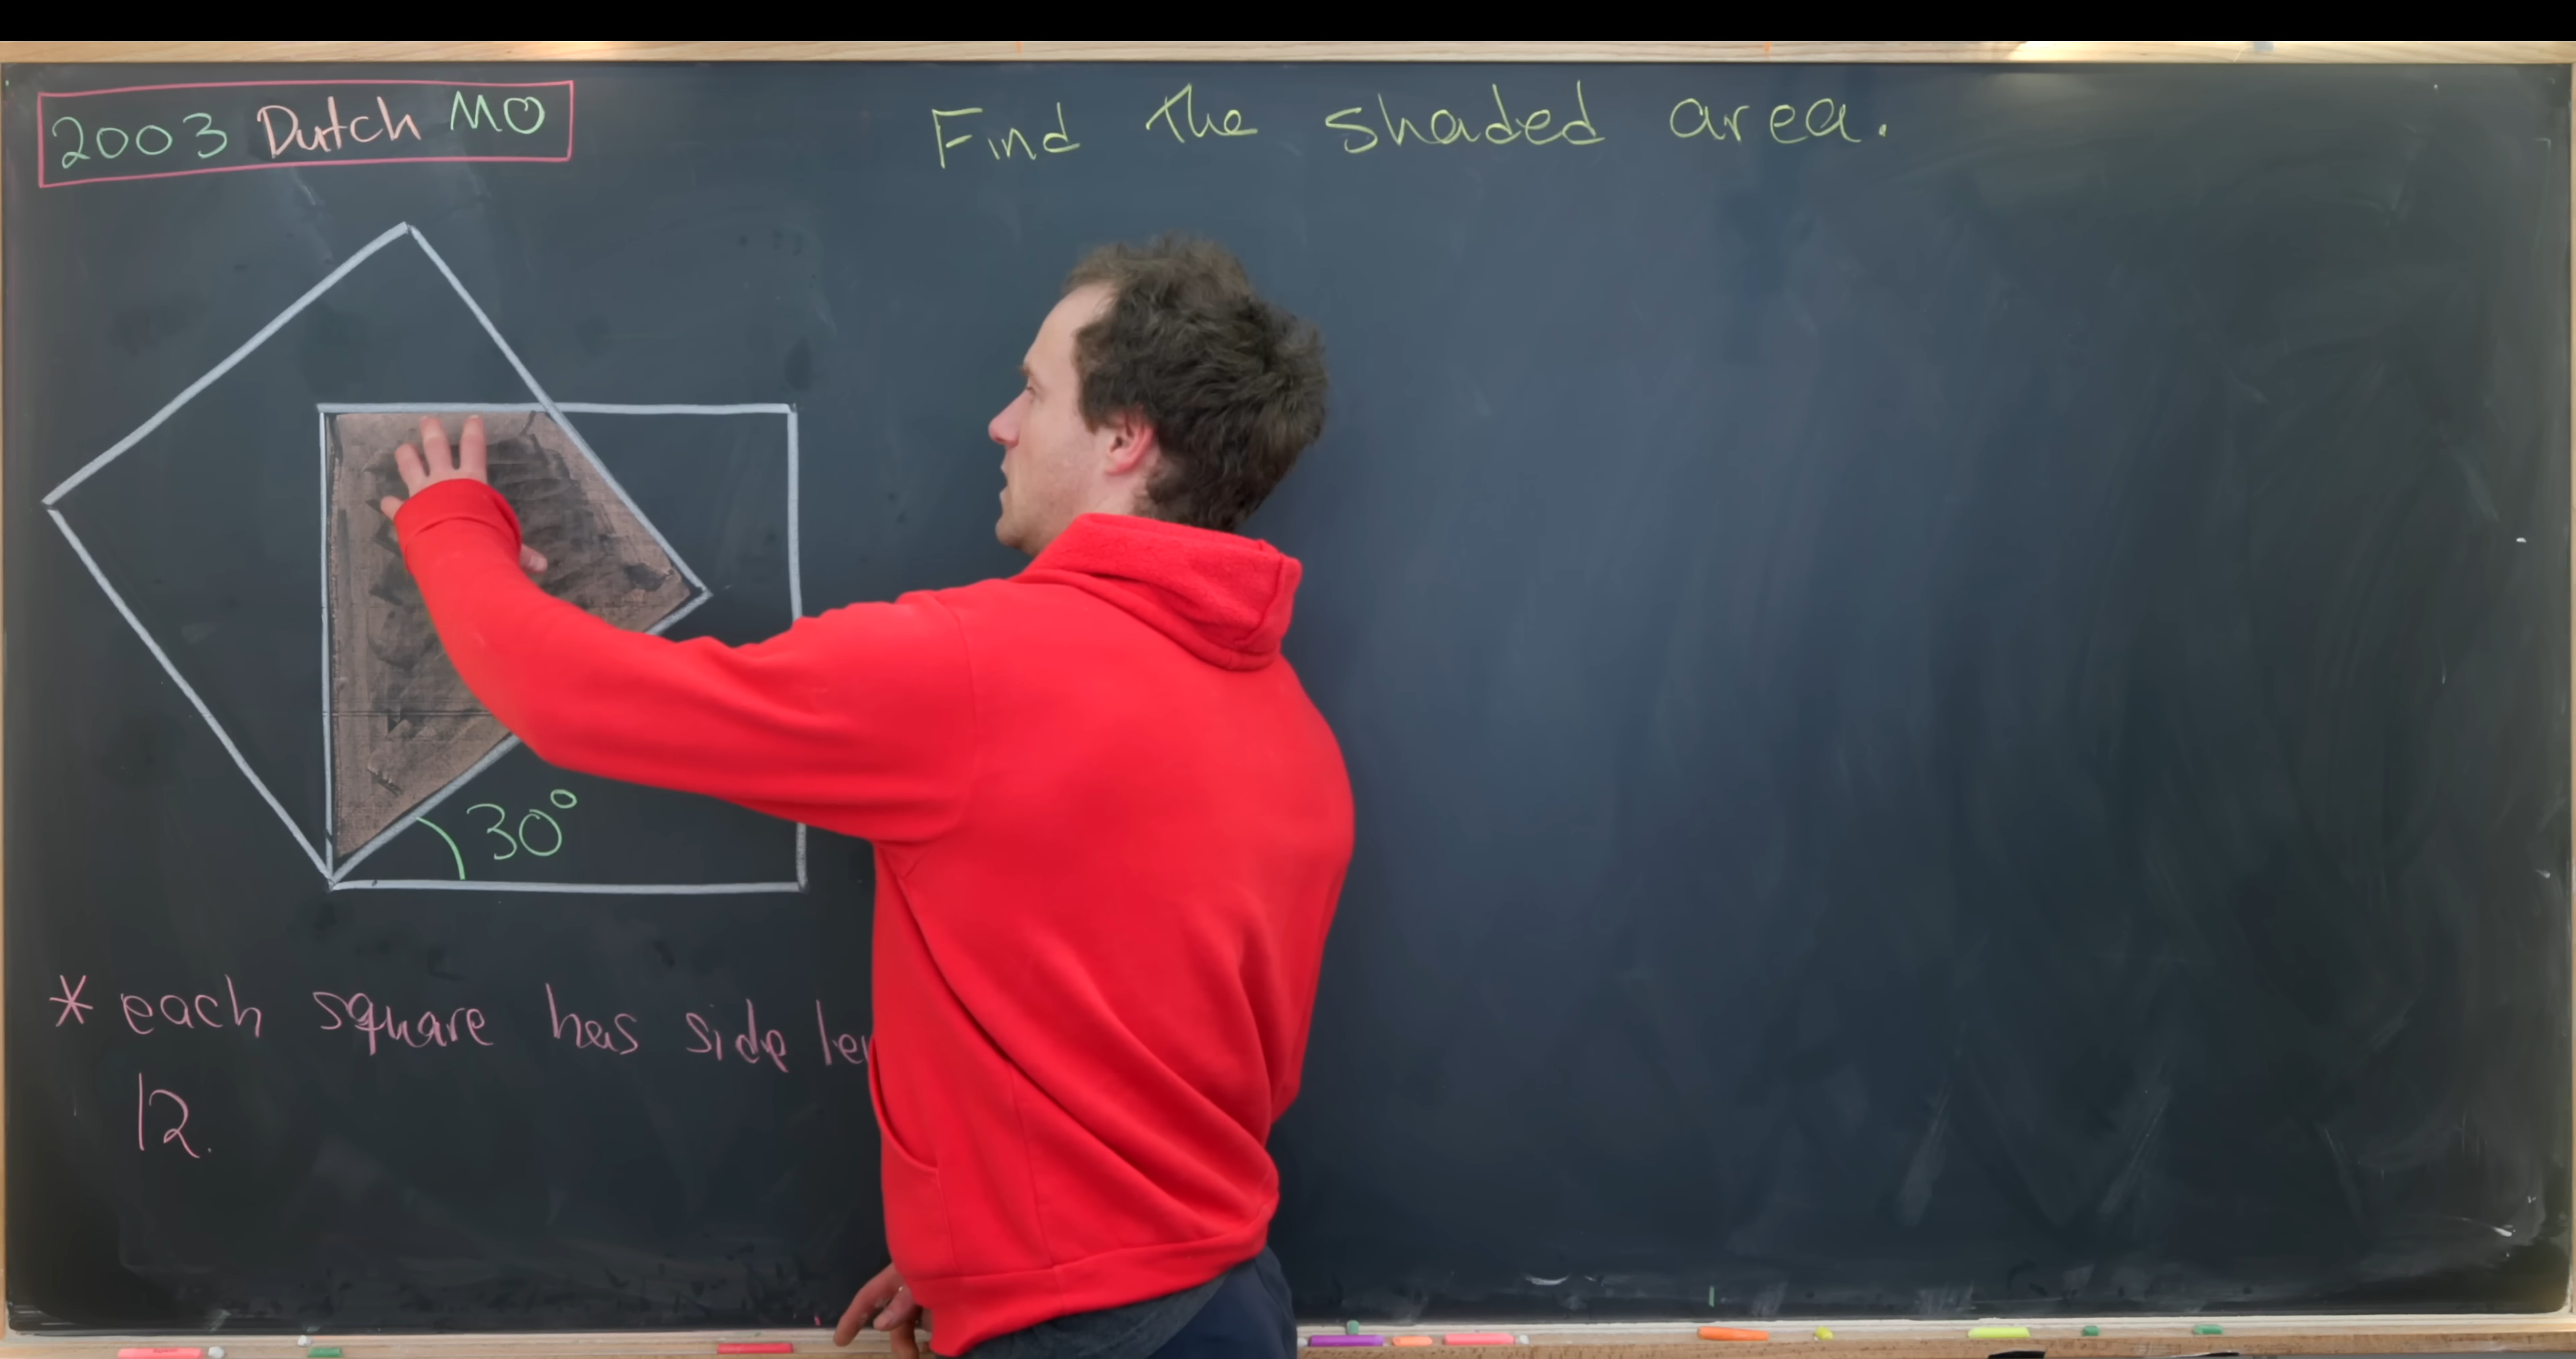 2003 Dutch MO
Find the shaded area.
30°
* each square has side
12.